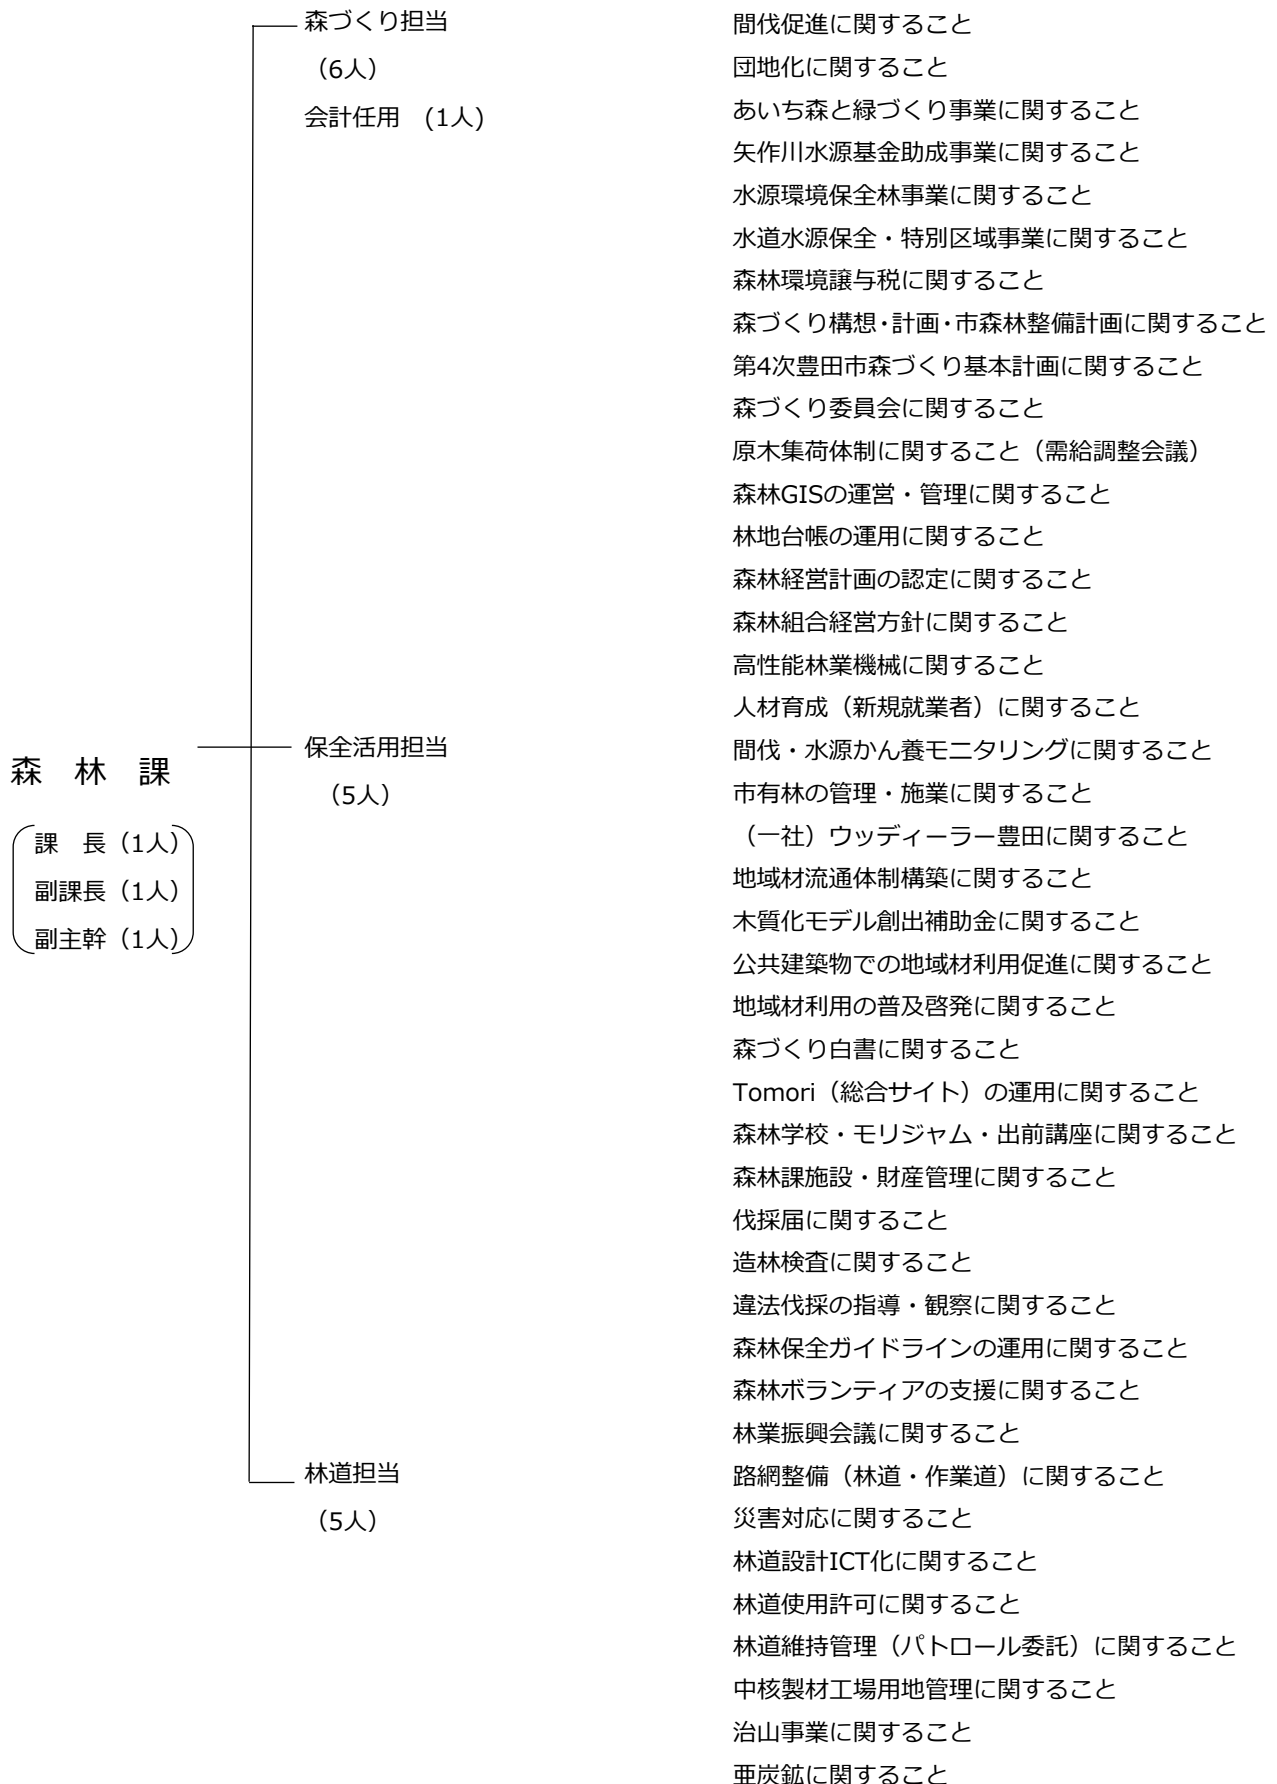 森林課
課　長（1人）
副課長（1人）
副主幹（1人）
森づくり担当
（6人）
会計任用　(1人)
間伐促進に関すること
団地化に関すること
あいち森と緑づくり事業に関すること
矢作川水源基金助成事業に関すること
水源環境保全林事業に関すること
水道水源保全・特別区域事業に関すること
森林環境譲与税に関すること
森づくり構想・計画・市森林整備計画に関すること
第4次豊田市森づくり基本計画に関すること
森づくり委員会に関すること
原木集荷体制に関すること（需給調整会議）
森林GISの運営・管理に関すること
林地台帳の運用に関すること
森林経営計画の認定に関すること
森林組合経営方針に関すること
高性能林業機械に関すること
人材育成（新規就業者）に関すること
保全活用担当
（5人）
間伐・水源かん養モニタリングに関すること
市有林の管理・施業に関すること
（一社）ウッディーラー豊田に関すること
地域材流通体制構築に関すること
木質化モデル創出補助金に関すること
公共建築物での地域材利用促進に関すること
地域材利用の普及啓発に関すること
森づくり白書に関すること
Tomori（総合サイト）の運用に関すること
森林学校・モリジャム・出前講座に関すること
森林課施設・財産管理に関すること
伐採届に関すること
造林検査に関すること
違法伐採の指導・観察に関すること
森林保全ガイドラインの運用に関すること
森林ボランティアの支援に関すること
林業振興会議に関すること
林道担当
（5人）
路網整備（林道・作業道）に関すること
災害対応に関すること
林道設計ICT化に関すること
林道使用許可に関すること
林道維持管理（パトロール委託）に関すること
中核製材工場用地管理に関すること
治山事業に関すること
亜炭鉱に関すること